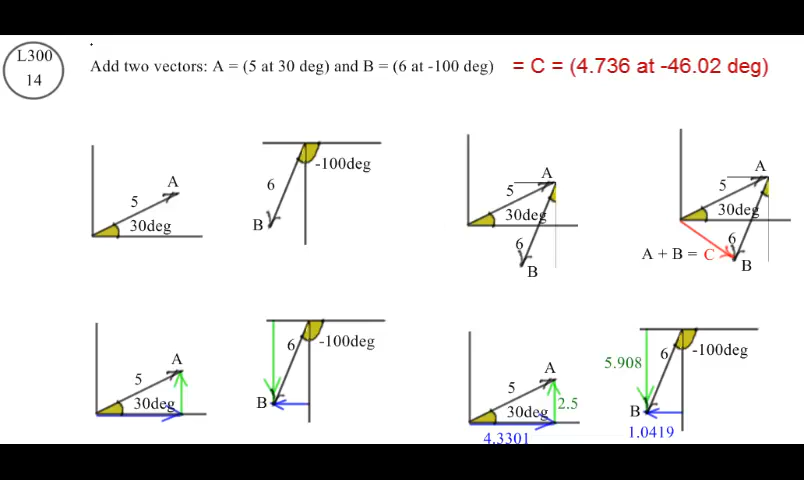 L300
14
Add two vectors: A = (5 at 30 deg) and B = (6 at -100 deg)
= C = (4.736 at -46.02 deg)
A
5
30deg
-100deg
6
B
A
5
30deg
6
B
A
5
30deg
6
B
A + B = C
A
5
30deg
-100deg
6
B
A
5
30deg
2.5
4.3301
-100deg
5.908
6
B
1.0419